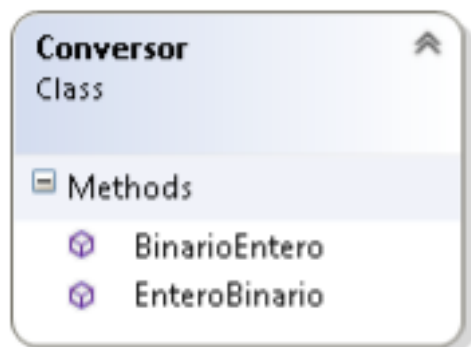 Conversor
Class
Methods
BinarioEntero
EnteroBinario